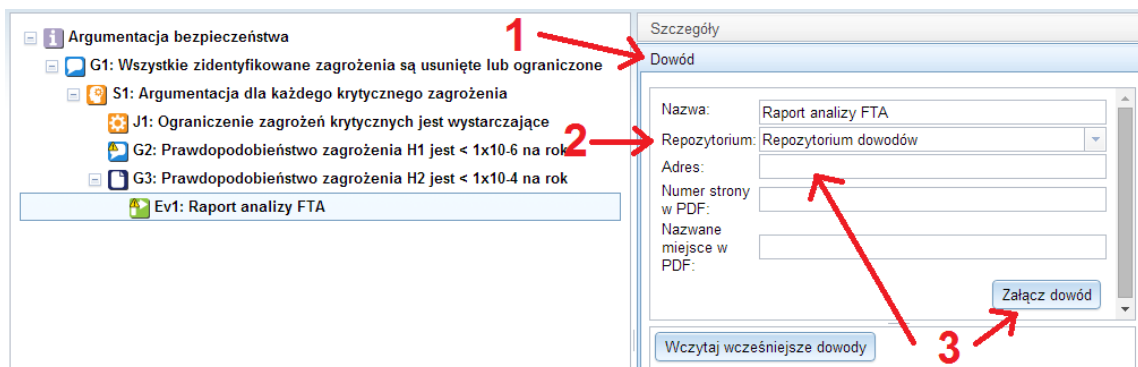 Argumentacja bezpieczeństwa
G1: Wszystkie zidentyfikowane zagrożenia są usunięte lub ograniczone
S1: Argumentacja dla każdego krytycznego zagrożenia
J1: Ograniczenie zagrożeń krytycznych jest wystarczające
G2: Prawdopodobieństwo zagrożenia H1 jest < 1x10-6 na rok
G3: Prawdopodobieństwo zagrożenia H2 jest < 1x10-4 na rok
Ev1: Raport analizy FTA
1
Szczegóły
Dowód
Nazwa: Raport analizy FTA
2
Repozytorium: Repozytorium dowodów
Adres:
Numer strony
w PDF:
Nazwane
miejsce w
PDF:
Załącz dowód
3
Wczytaj wcześniejsze dowody